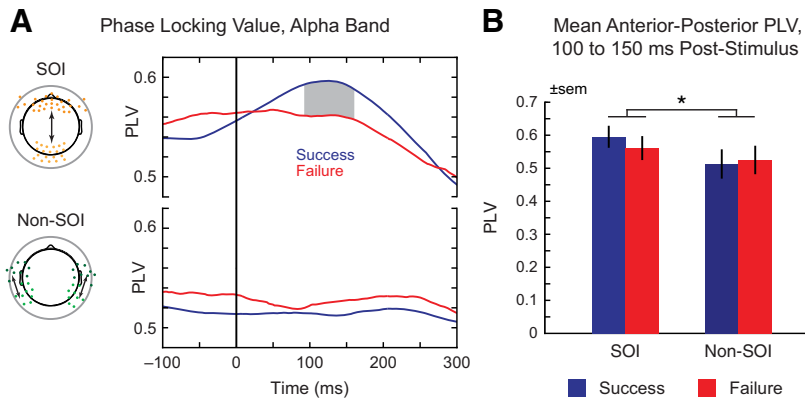 A
Phase Locking Value, Alpha Band
SOI
Non-SOI
PLV
0.6
0.5
Success
Failure
PLV
0.6
0.5
−100
0
100
200
300
Time (ms)
B
Mean Anterior-Posterior PLV,
100 to 150 ms Post-Stimulus
±sem
*
PLV
0.7
0.6
0.5
0.4
0.3
0.2
0.1
0
SOI
Non-SOI
Success
Failure